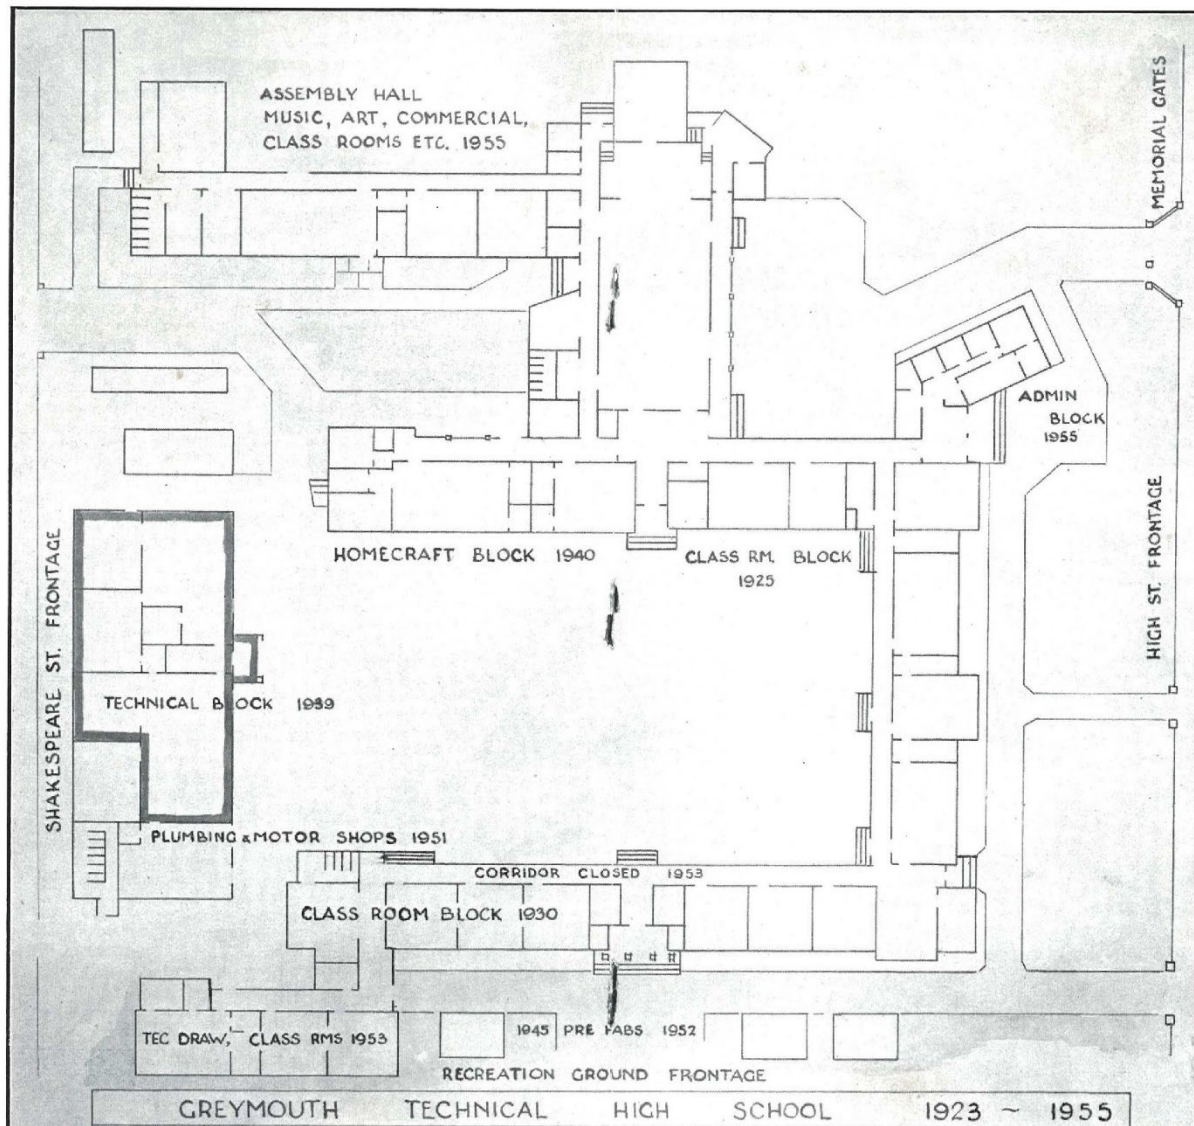 ASSEMBLY HALL
MUSIC, ART, COMMERCIAL,
CLASS ROOMS ETC. 1955
MEMORIAL GATES
ADMIN
BLOCK
1955
HIGH ST. FRONTAGE
HOMECRAFT BLOCK 1940
CLASS RM. BLOCK
1925
SHAKESPEARE ST. FRONTAGE
TECHNICAL BLOCK 1939
PLUMBING & MOTOR SHOPS 1951
CORRIDOR CLOSED 1953
CLASS ROOM BLOCK 1930
TEC DRAW, CLASS RMS 1953
1945 PRE FABS 1952
RECREATION GROUND FRONTAGE
GREYMOUTH TECHNICAL HIGH SCHOOL 1923 ~ 1955